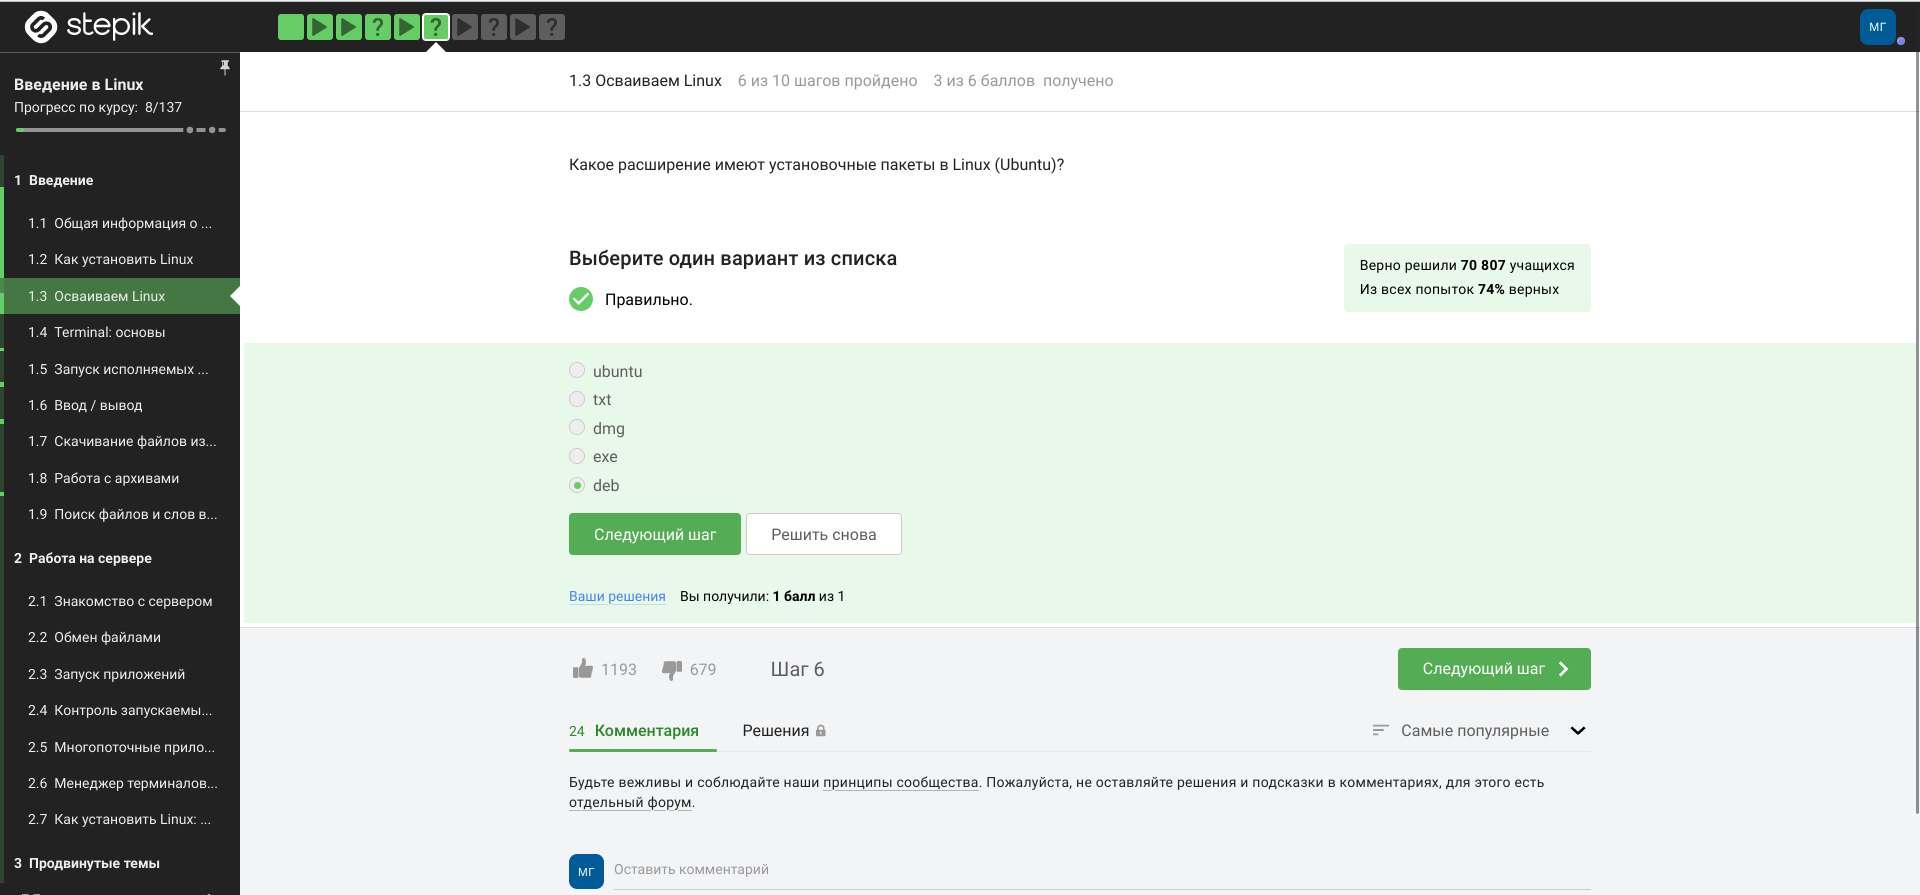 stepik
? ? ? ?
МГ
Введение в Linux
Прогресс по курсу: 8/137
1 Введение
1.1 Общая информация о ...
1.2 Как установить Linux
1.3 Осваиваем Linux
1.4 Terminal: основы
1.5 Запуск исполняемых ...
1.6 Ввод / вывод
1.7 Скачивание файлов из...
1.8 Работа с архивами
1.9 Поиск файлов и слов в...
2 Работа на сервере
2.1 Знакомство с сервером
2.2 Обмен файлами
2.3 Запуск приложений
2.4 Контроль запускаемы...
2.5 Многопоточные прило...
2.6 Менеджер терминалов...
2.7 Как установить Linux: ...
3 Продвинутые темы
1.3 Осваиваем Linux 6 из 10 шагов пройдено 3 из 6 баллов получено
Какое расширение имеют установочные пакеты в Linux (Ubuntu)?
Выберите один вариант из списка
Правильно.
Верно решили 70 807 учащихся
Из всех попыток 74% верных
ubuntu
txt
dmg
exe
deb
Следующий шаг Решить снова
Ваши решения Вы получили: 1 балл из 1
1193 679 Шаг 6 Следующий шаг
24 Комментария Решения Самые популярные
Будьте вежливы и соблюдайте наши принципы сообщества. Пожалуйста, не оставляйте решения и подсказки в комментариях, для этого есть
отдельный форум.
МГ Оставить комментарий